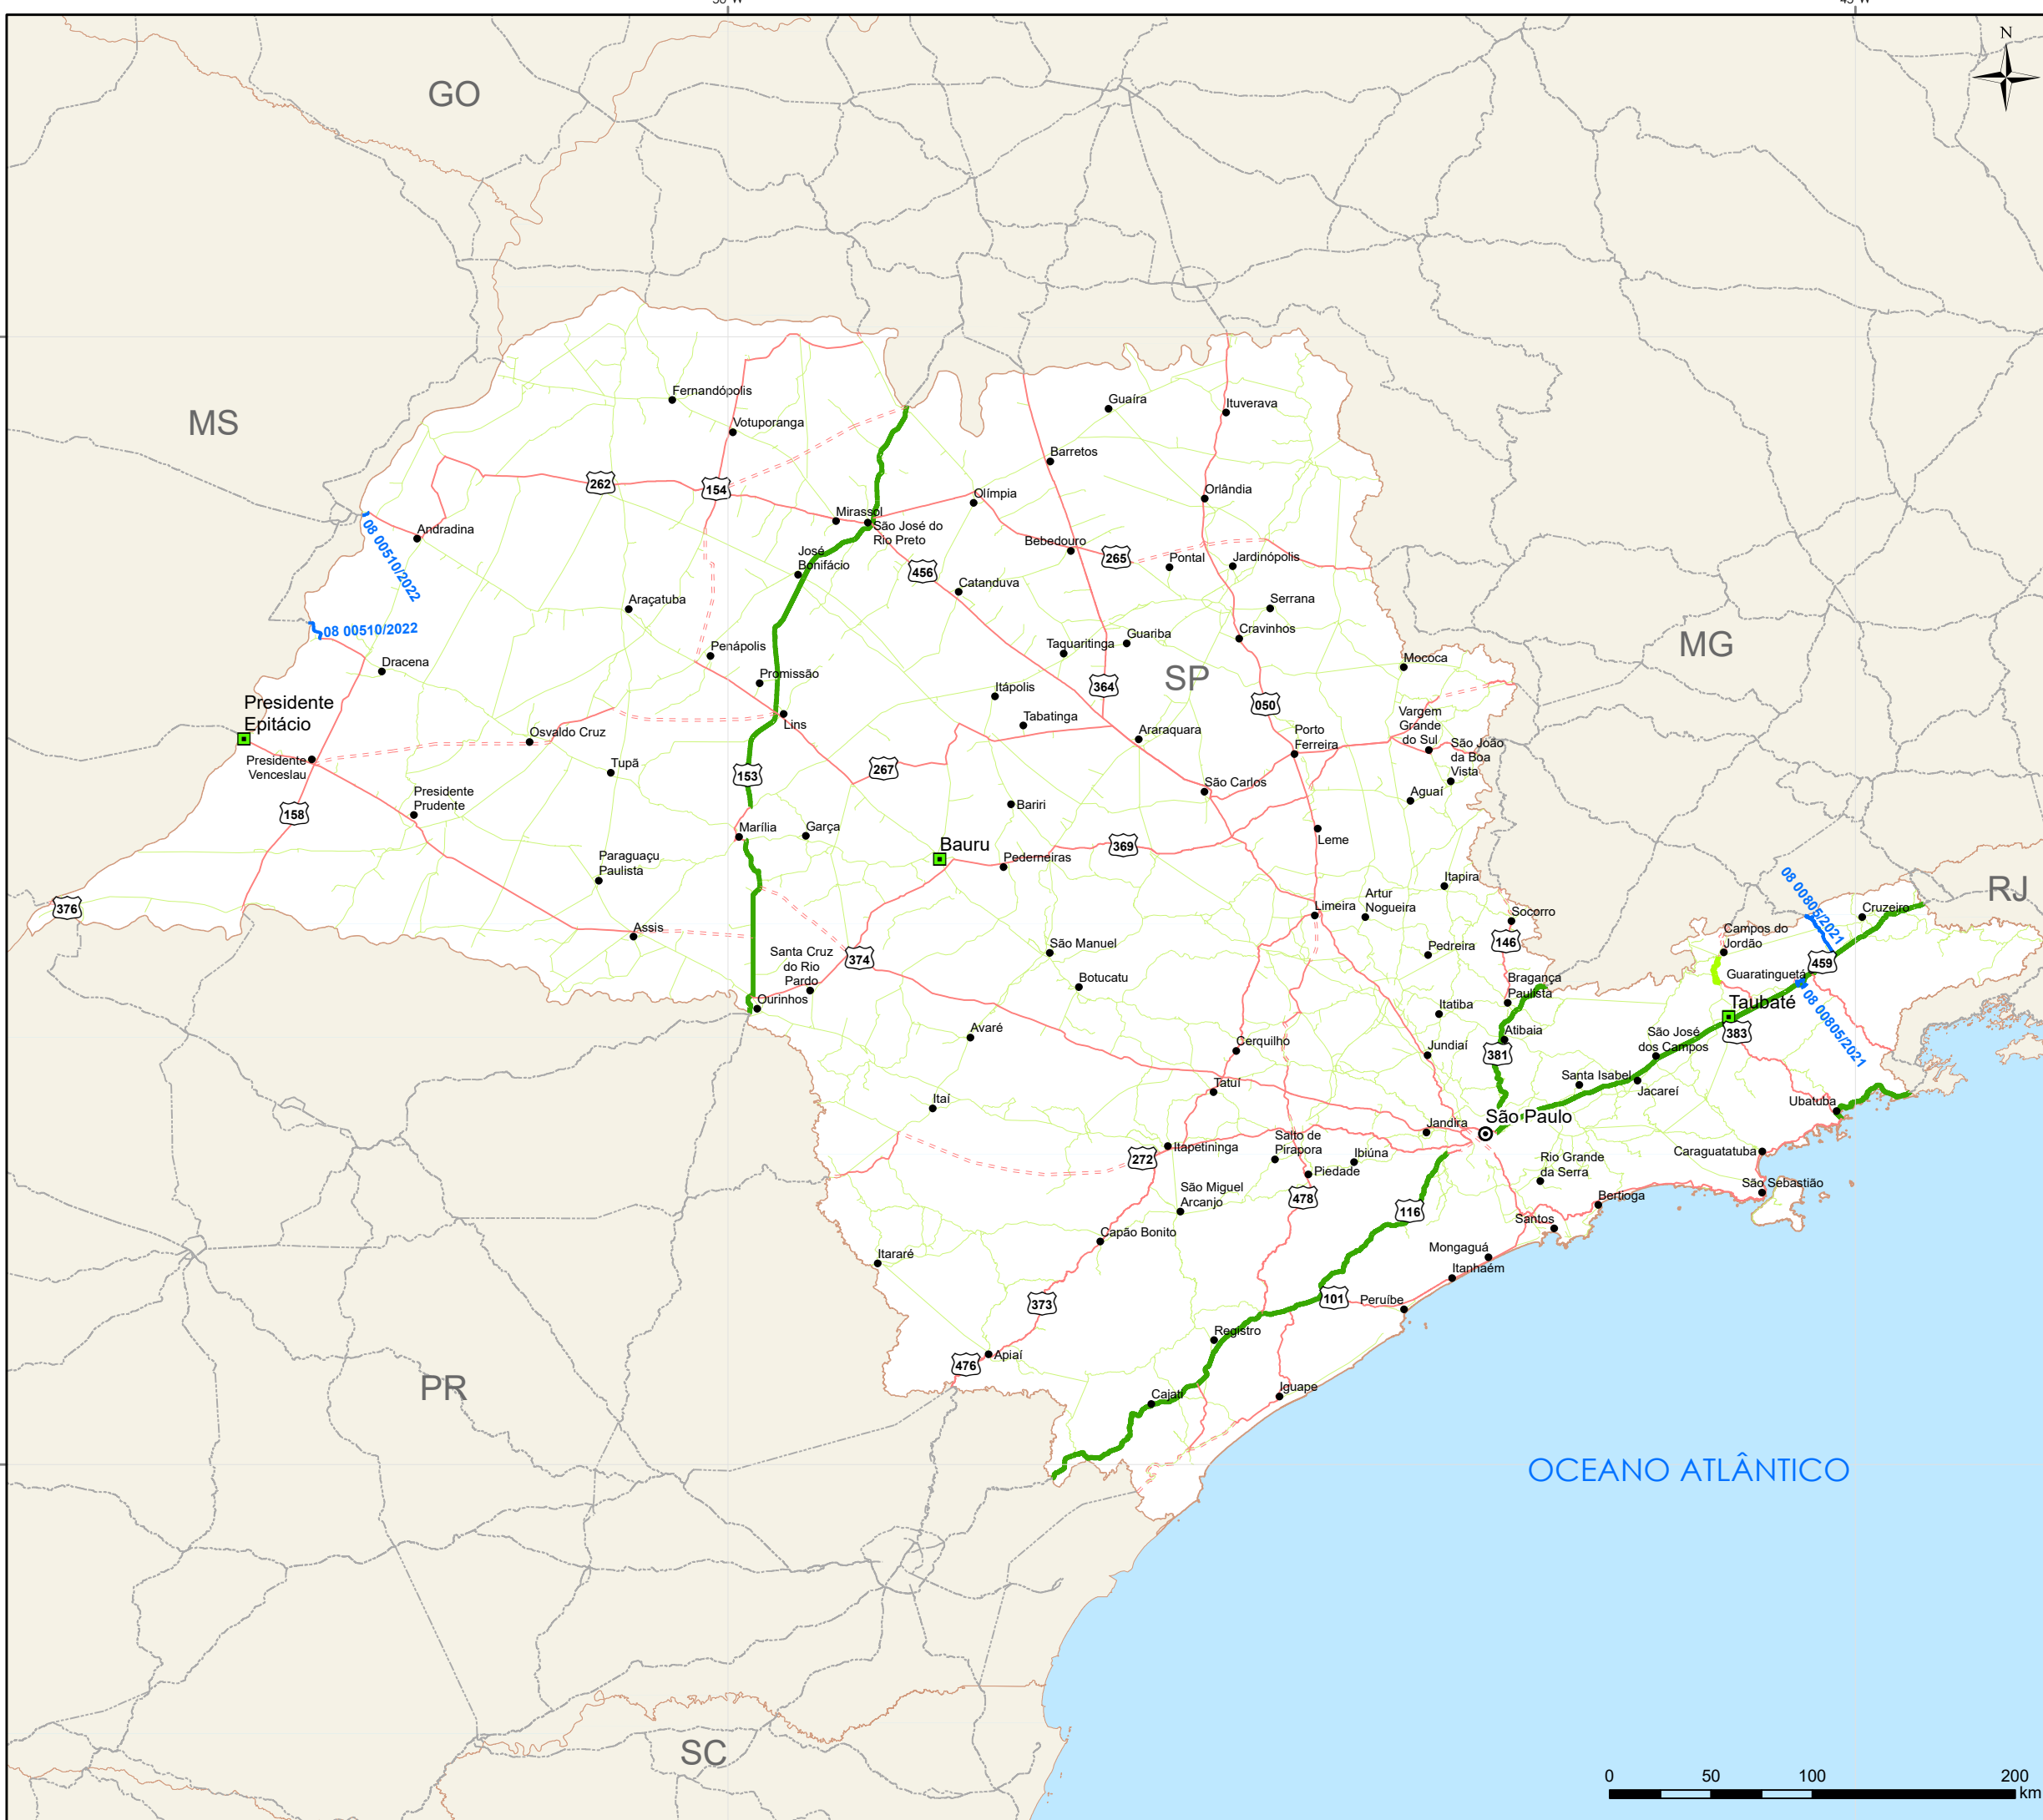 N
GO
MS
MG
SP
RJ
PR
SC
OCEANO ATLÂNTICO
Fernandópolis
Votuporanga
Guaíra
Ituverava
Barretos
262
154
Olímpia
Orlândia
Mirassol
São José do
Rio Preto
Andradina
08 00510/2022
José
Bonifácio
Bebedouro
265
Pontal
Jardinópolis
456
Catanduva
Araçatuba
Serrana
08 00510/2022
Cravinhos
Guariba
Taquaritinga
Penápolis
Dracena
Promissão
Mococa
Itápolis
364
050
Presidente
Epitácio
Lins
Tabatinga
Araraquara
Vargem
Grande
do Sul
Porto
Ferreira
São João
da Boa
Vista
Osvaldo Cruz
Presidente
Venceslau
Tupã
153
267
São Carlos
Aguaí
Presidente
Prudente
158
Bariri
Marília
Garça
Leme
Bauru
369
Pederneiras
Paraguaçu
Paulista
Itapira
Artur
Nogueira
Limeira
Socorro
08 00805/2021
Cruzeiro
376
Assis
146
Campos do
Jordão
São Manuel
Pedreira
Santa Cruz
do Rio
Pardo
374
459
Guaratinguetá
Botucatu
Bragança
Paulista
Taubaté
08 00805/2021
Ourinhos
Itatiba
383
Avaré
Atibaia
São José
dos Campos
Cerquilho
Jundiaí
381
Santa Isabel
Jacareí
Tatuí
Itaí
Ubatuba
São Paulo
Jandira
Itapetininga
Salto de
Pirapora
Ibiúna
Caraguatatuba
272
Piedade
Rio Grande
da Serra
São Miguel
Arcanjo
478
São Sebastião
Bertioga
116
Santos
Capão Bonito
Mongaguá
Itararé
Itanhaém
373
101
Peruíbe
Registro
476
Apiaí
Cajati
Iguape
0 50 100 200
km